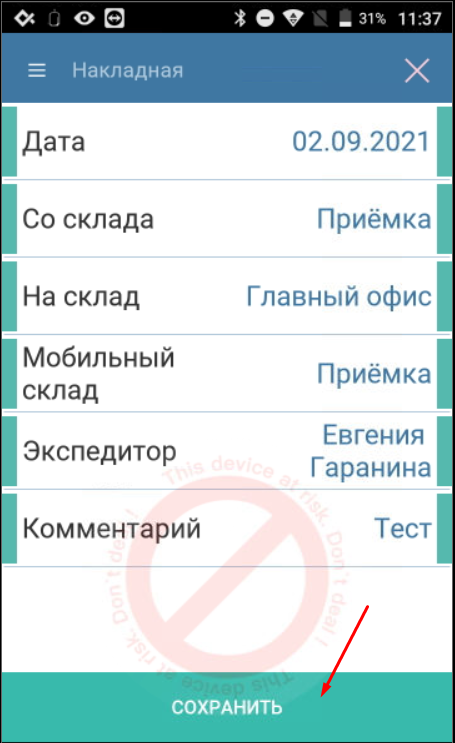 31% 11:37
Накладная
Дата 02.09.2021
Со склада Приёмка
На склад Главный офис
Мобильный
склад Приёмка
Экспедитор Евгения
Гаранина
Комментарий Тест
This device at risk. Don`t deal !
This device at risk. Don`t deal !
СОХРАНИТЬ